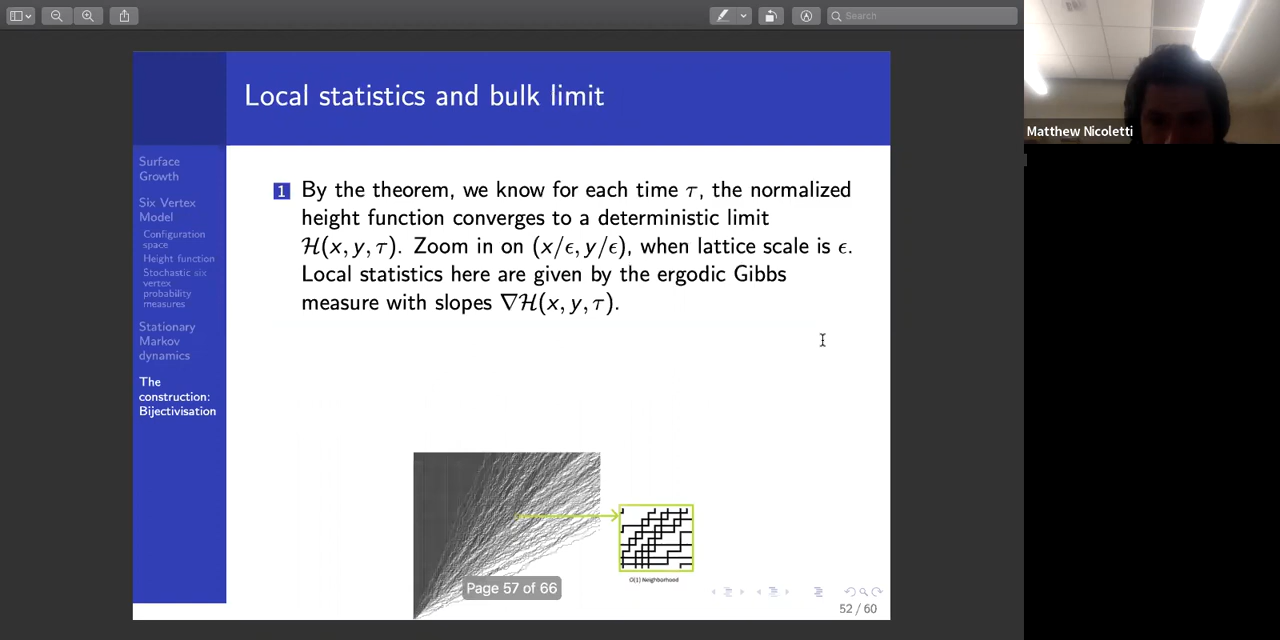 Search
Matthew Nicoletti
Local statistics and bulk limit
Surface
Growth
Six Vertex
Model
Configuration
space
Height function
Stochastic six
vertex
probability
measures
Stationary
Markov
dynamics
The
construction:
Bijectivisation
1 By the theorem, we know for each time τ, the normalized
height function converges to a deterministic limit
ℋ(x, y, τ). Zoom in on (x/ϵ, y/ϵ), when lattice scale is ϵ.
Local statistics here are given by the ergodic Gibbs
measure with slopes ∇ℋ(x, y, τ).
O(1) Neighborhood
Page 57 of 66
52 / 60